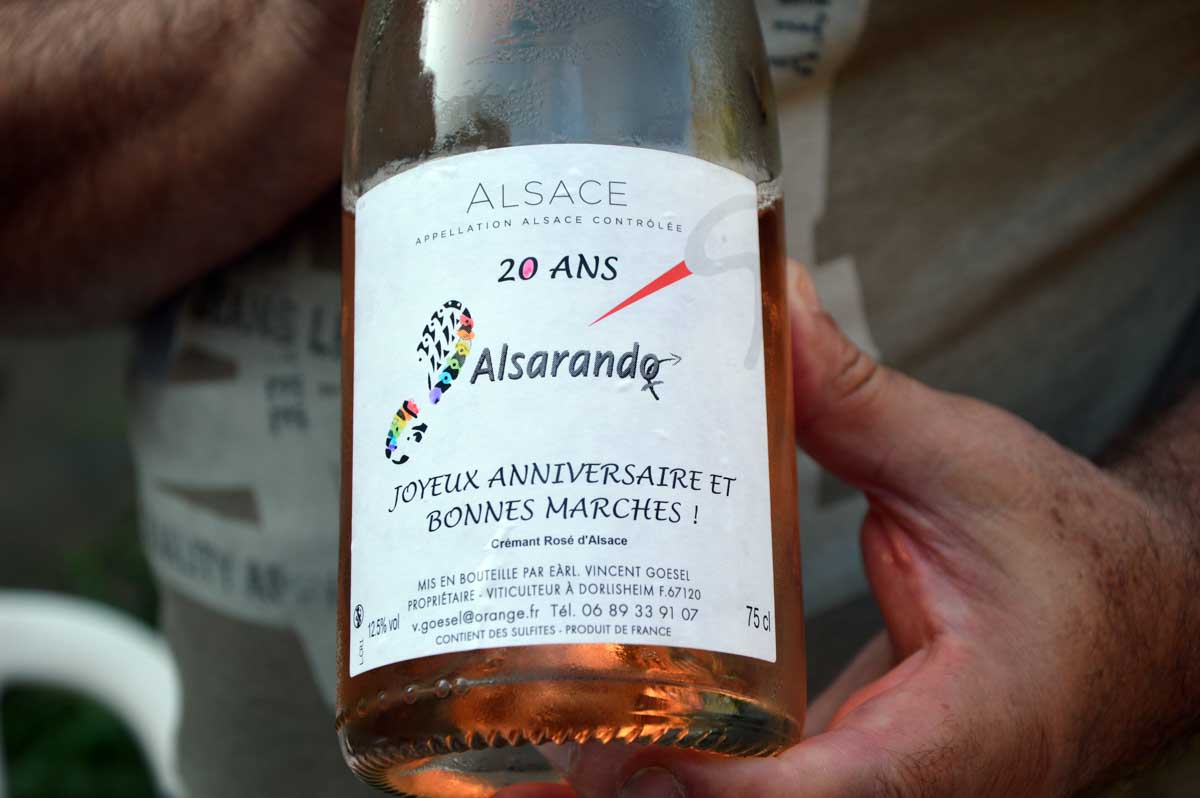 ALSACE
APPELLATION ALSACE CONTRÔLÉE
20 ANS
Alsarando
JOYEUX ANNIVERSAIRE ET
BONNES MARCHES !
Crémant Rosé d'Alsace
MIS EN BOUTEILLE PAR EÀRL. VINCENT GOESEL
PROPRIÉTAIRE - VITICULTEUR À DORLISHEIM F.67120
v.goesel@orange.fr Tél. 06 89 33 91 07
CONTIENT DES SULFITES - PRODUIT DE FRANCE
12.5% vol
75 cl